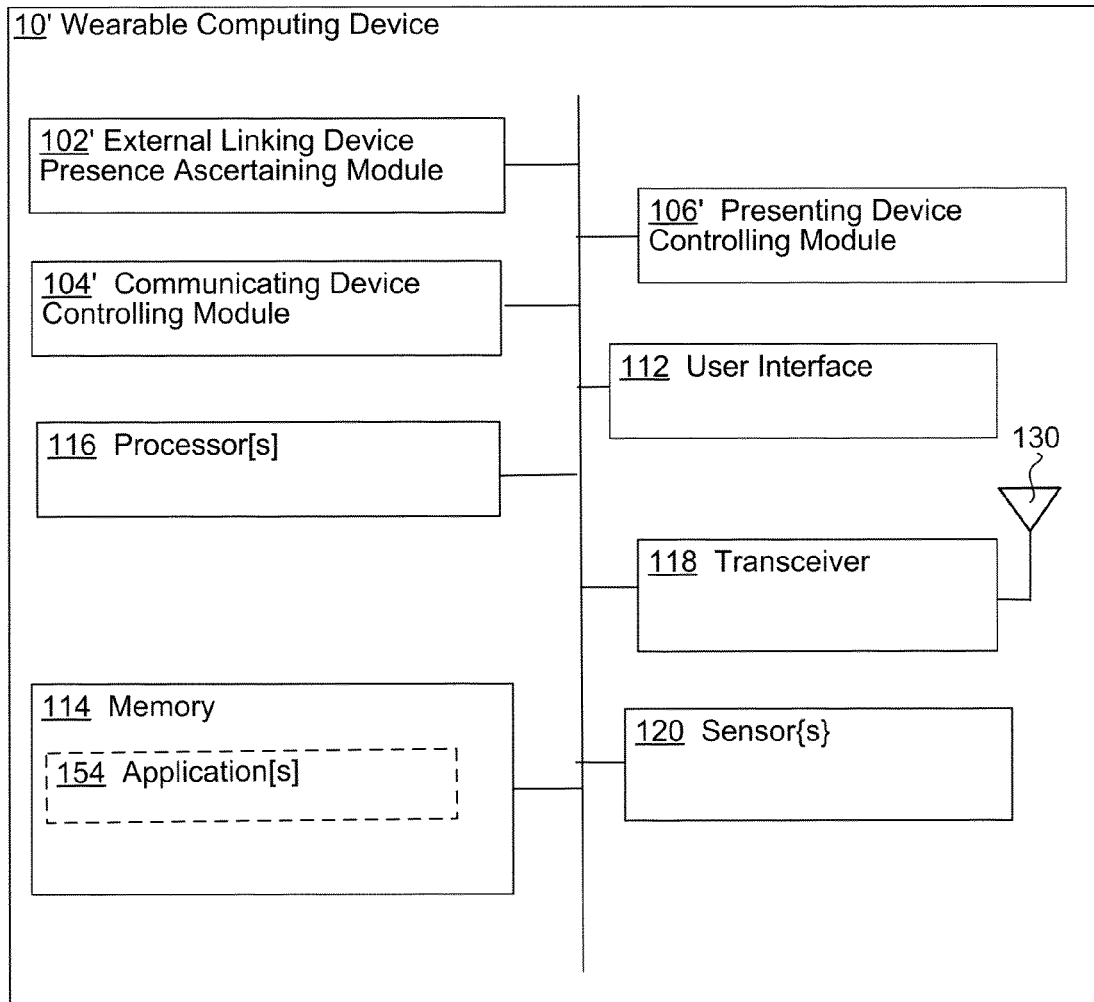 10' Wearable Computing Device
102' External Linking Device
Presence Ascertaining Module
106' Presenting Device
Controlling Module
104' Communicating Device
Controlling Module
112 User Interface
116 Processor[s]
130
118 Transceiver
114 Memory
154 Application[s]
120 Sensor{s}